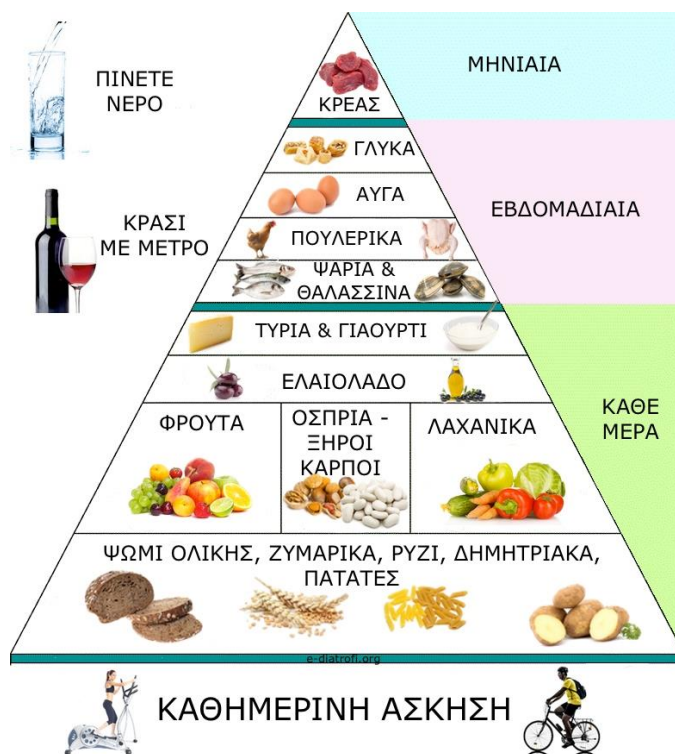 ΠΙΝΕΤΕ
ΝΕΡΟ
ΚΡΑΣΙ
ΜΕ ΜΕΤΡΟ
ΚΡΕΑΣ
ΜΗΝΙΑΙΑ
ΓΛΥΚΑ
ΑΥΓΑ
ΠΟΥΛΕΡΙΚΑ
ΨΑΡΙΑ &
ΘΑΛΑΣΣΙΝΑ
ΕΒΔΟΜΑΔΙΑΙΑ
ΤΥΡΙΑ & ΓΙΑΟΥΡΤΙ
ΕΛΑΙΟΛΑΔΟ
ΦΡΟΥΤΑ
ΟΣΠΡΙΑ -
ΞΗΡΟΙ
ΚΑΡΠΟΙ
ΛΑΧΑΝΙΚΑ
ΚΑΘΕ
ΜΕΡΑ
ΨΩΜΙ ΟΛΙΚΗΣ, ΖΥΜΑΡΙΚΑ, ΡΥΖΙ, ΔΗΜΗΤΡΙΑΚΑ,
ΠΑΤΑΤΕΣ
e-diatrofi.org
ΚΑΘΗΜΕΡΙΝΗ ΑΣΚΗΣΗ